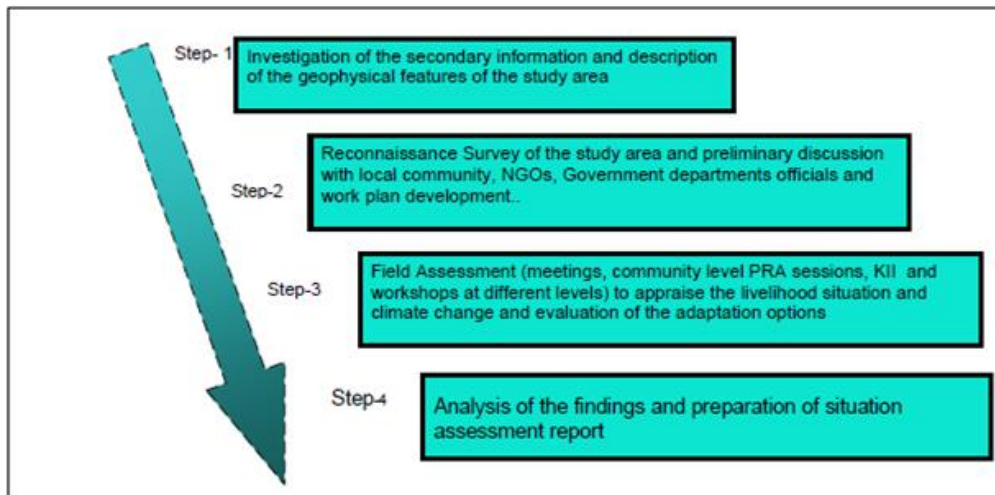 Step- 1
Investigation of the secondary information and description
of the geophysical features of the study area
Step-2
Reconnaissance Survey of the study area and preliminary discussion
with local community, NGOs, Government departments officials and
work plan development..
Step-3
Field Assessment (meetings, community level PRA sessions, KII and
workshops at different levels) to appraise the livelihood situation and
climate change and evaluation of the adaptation options
Step-4
Analysis of the findings and preparation of situation
assessment report